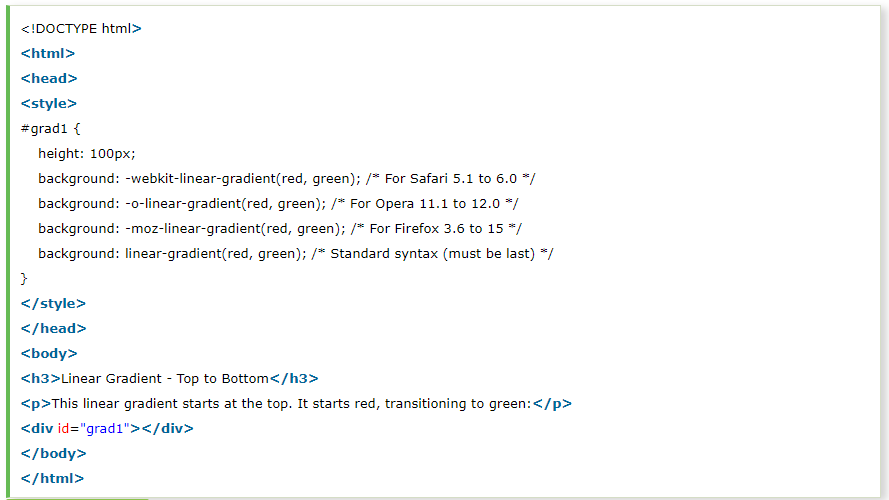 <!DOCTYPE html>
<html>
<head>
<style>
#grad1 {
    height: 100px;
    background: -webkit-linear-gradient(red, green); /* For Safari 5.1 to 6.0 */
    background: -o-linear-gradient(red, green); /* For Opera 11.1 to 12.0 */
    background: -moz-linear-gradient(red, green); /* For Firefox 3.6 to 15 */
    background: linear-gradient(red, green); /* Standard syntax (must be last) */
}
</style>
</head>
<body>
<h3>Linear Gradient - Top to Bottom</h3>
<p>This linear gradient starts at the top. It starts red, transitioning to green:</p>
<div id="grad1"></div>
</body>
</html>